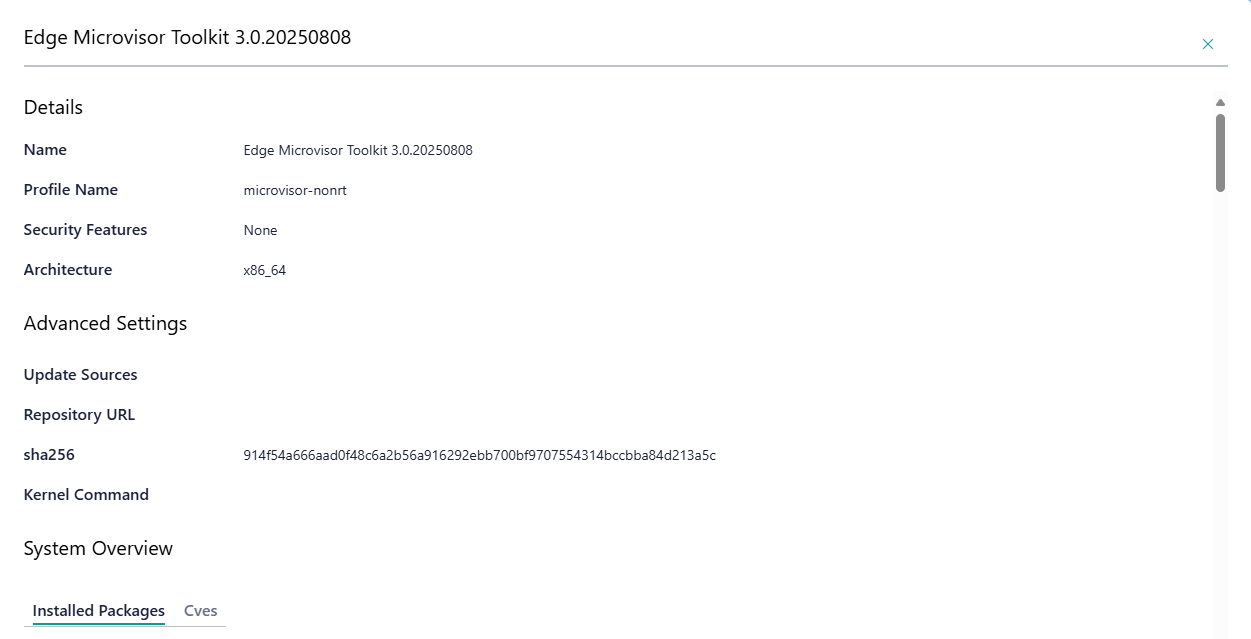 Edge Microvisor Toolkit 3.0.20250808
Details
Name Edge Microvisor Toolkit 3.0.20250808
Profile Name microvisor-nonrt
Security Features None
Architecture x86_64
Advanced Settings
Update Sources
Repository URL
sha256 914f54a666aad0f48c6a2b56a916292ebb700bf9707554314bccbba84d213a5c
Kernel Command
System Overview
Installed Packages Cves